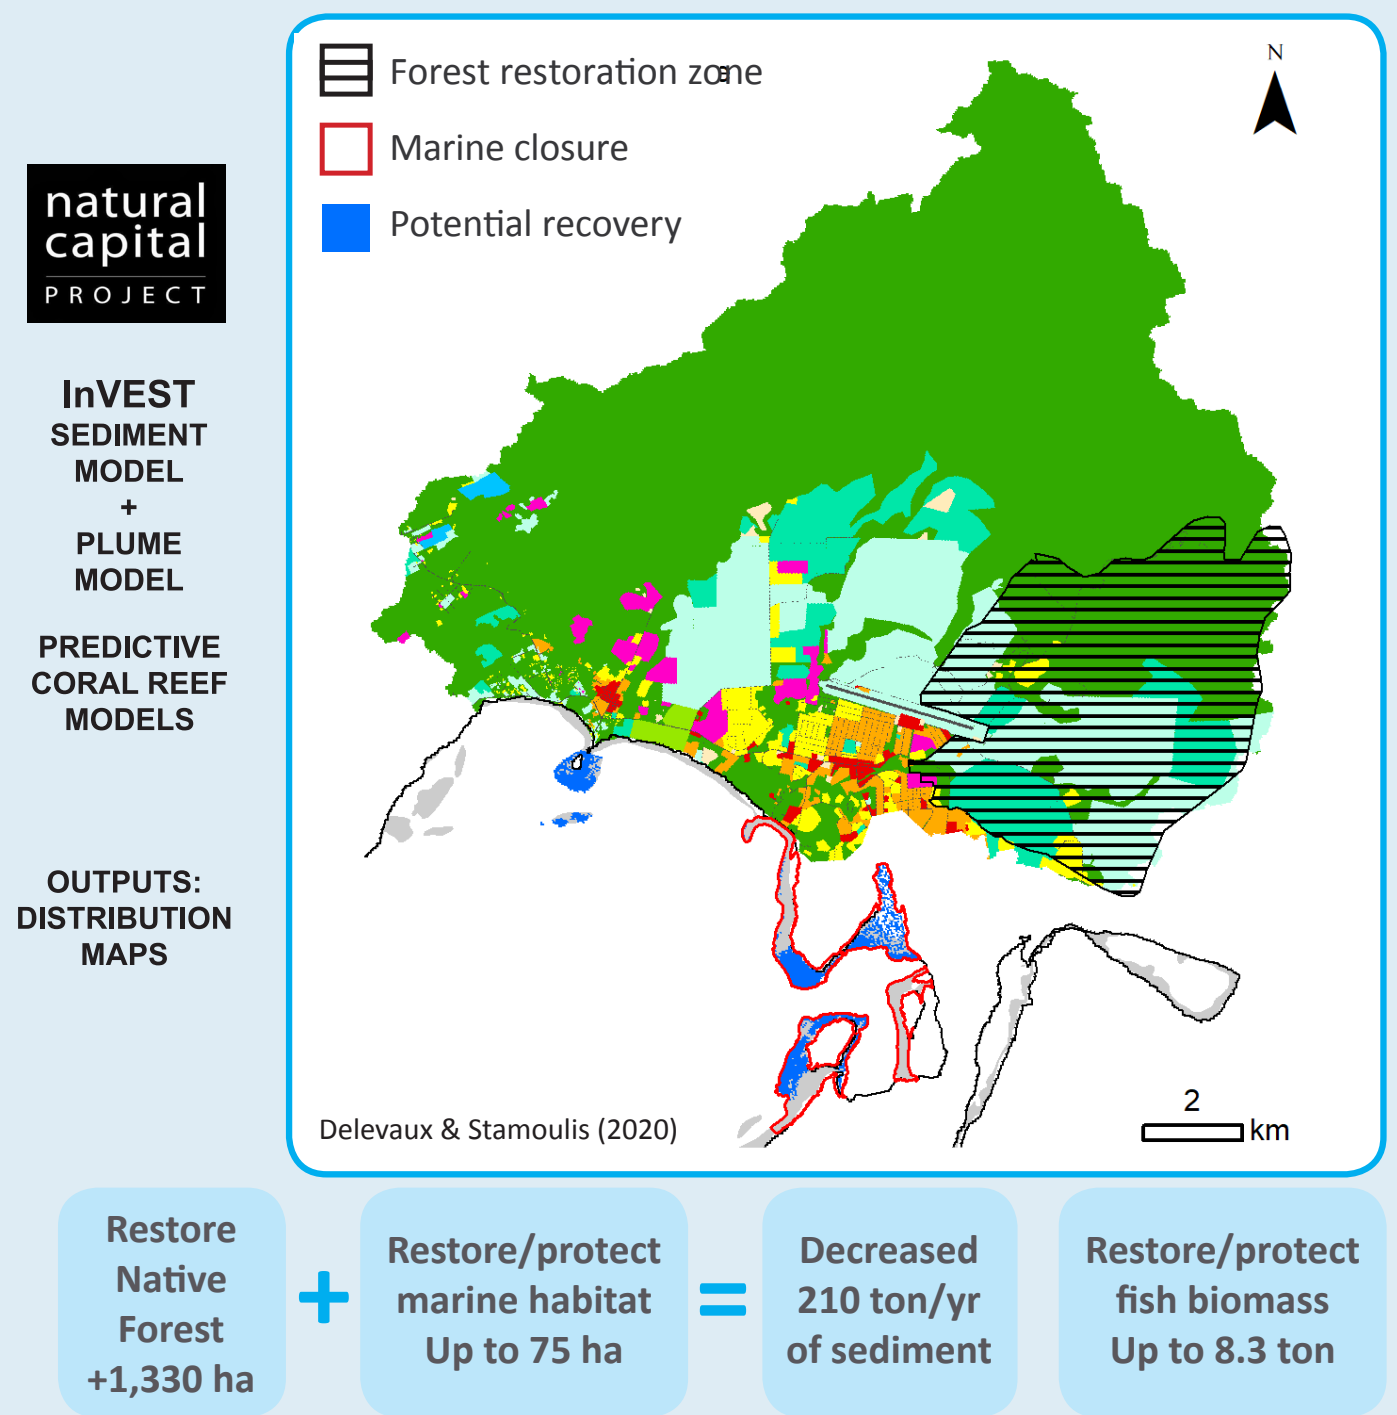 Forest restoration zone
Marine closure
Potential recovery
N
natural
capital
PROJECT
InVEST
SEDIMENT
MODEL
+
PLUME
MODEL
PREDICTIVE
CORAL REEF
MODELS
OUTPUTS:
DISTRIBUTION
MAPS
Delevaux & Stamoulis (2020)
2
km
Restore
Native
Forest
+1,330 ha
+
Restore/protect
marine habitat
Up to 75 ha
=
Decreased
210 ton/yr
of sediment
Restore/protect
fish biomass
Up to 8.3 ton